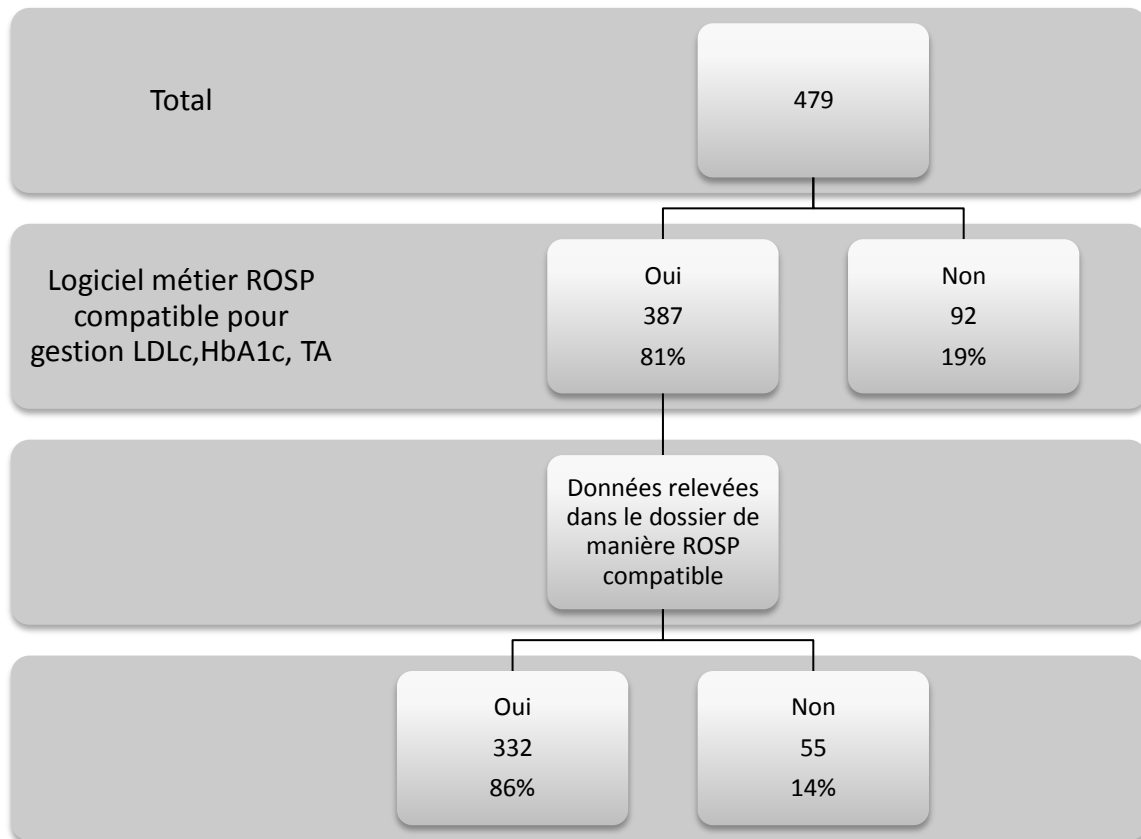 Total
479
Logiciel métier ROSP
compatible pour
gestion LDLc,HbA1c, TA
Oui
387
81%
Non
92
19%
Données relevées
dans le dossier de
manière ROSP
compatible
Oui
332
86%
Non
55
14%